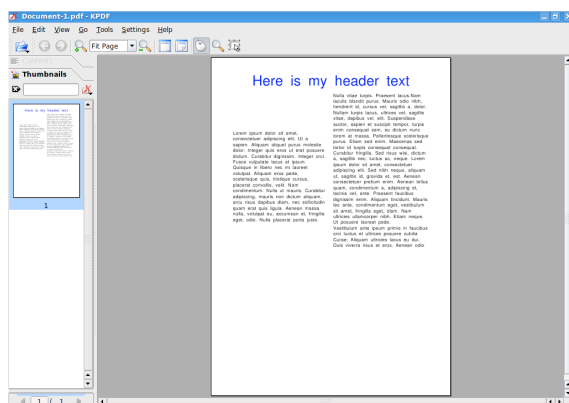 Document-1.pdf - KPDF
File Edit View Go Tools Settings Help
Fit Page
Contents
Thumbnails
1
1 / 1
Here is my header text
Lorem ipsum dolor sit amet,
consectetuer adipiscing elit. Ut a
sapien. Aliquam aliquet purus molestie
dolor. Integer quis eros ut erat posuere
dictum. Curabitur dignissim. Integer orci.
Fusce vulputate lacus at ipsum.
Quisque in libero nec mi laoreet
volutpat. Aliquam eros pede,
scelerisque quis, tristique cursus,
placerat convallis, velit. Nam
condimentum. Nulla ut mauris. Curabitur
adipiscing, mauris non dictum aliquam,
arcu risus dapibus diam, nec sollicitudin
quam erat quis ligula. Aenean massa
nulla, volutpat eu, accumsan et, fringilla
eget, odio. Nulla placerat porta justo.
Nulla vitae turpis. Praesent lacus.Nam
iaculis blandit purus. Mauris odio nibh,
hendrerit id, cursus vel, sagittis a, dolor.
Nullam turpis lacus, ultrices vel, sagittis
vitae, dapibus vel, elit. Suspendisse
auctor, sapien et suscipit tempor, turpis
enim consequat sem, eu dictum nunc
lorem at massa. Pellentesque scelerisque
purus. Etiam sed enim. Maecenas sed
tortor id turpis consequat consequat.
Curabitur fringilla. Sed risus wisi, dictum
a, sagittis nec, luctus ac, neque. Lorem
ipsum dolor sit amet, consectetuer
adipiscing elit. Sed nibh neque, aliquam
ut, sagittis id, gravida et, est. Aenean
consectetuer pretium enim. Aenean tellus
quam, condimentum a, adipiscing et,
lacinia vel, ante. Praesent faucibus
dignissim enim. Aliquam tincidunt. Mauris
leo ante, condimentum eget, vestibulum
sit amet, fringilla eget, diam. Nam
ultricies ullamcorper nibh. Etiam neque.
Ut posuere laoreet pede.
Vestibulum ante ipsum primis in faucibus
orci luctus et ultrices posuere cubilia
Curae; Aliquam ultrices lacus eu dui.
Duis viverra risus et eros. Aenean odio